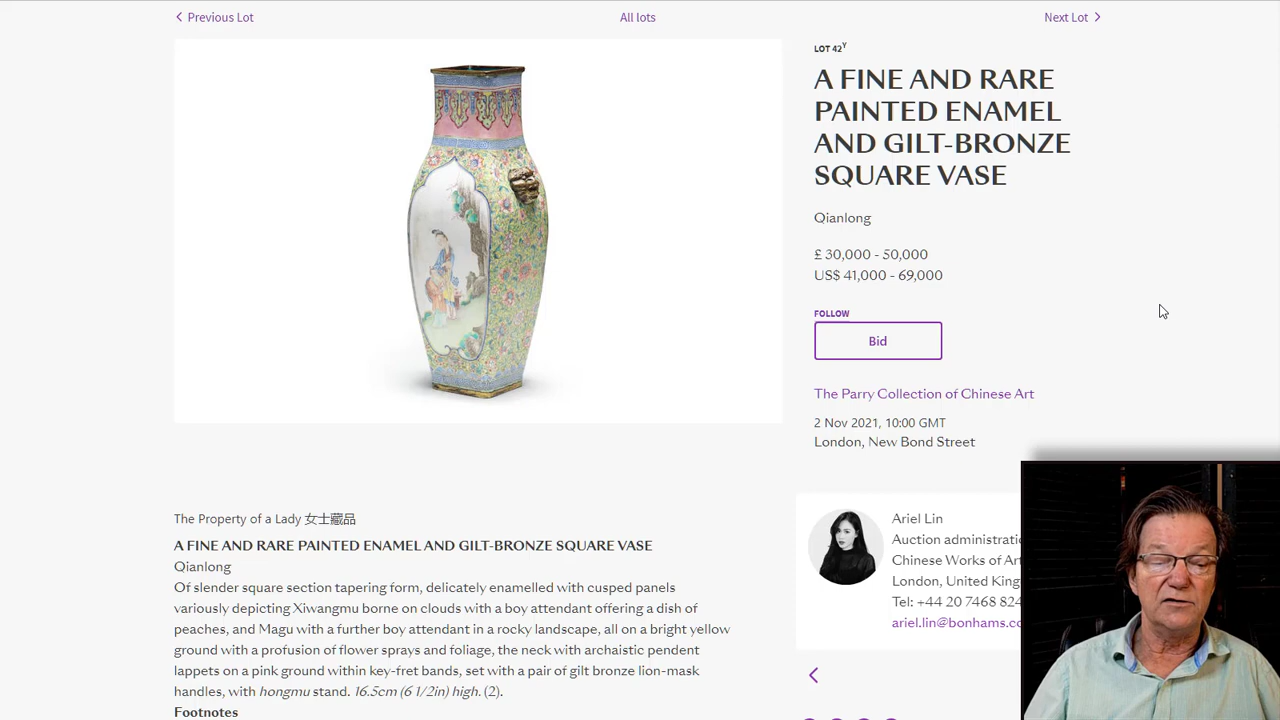 Previous Lot
All lots
Next Lot
LOT 42Y
A FINE AND RARE
PAINTED ENAMEL
AND GILT-BRONZE
SQUARE VASE
Qianlong
£ 30,000 - 50,000
US$ 41,000 - 69,000
FOLLOW
Bid
The Parry Collection of Chinese Art
2 Nov 2021, 10:00 GMT
London, New Bond Street
The Property of a Lady 女士藏品
A FINE AND RARE PAINTED ENAMEL AND GILT-BRONZE SQUARE VASE
Qianlong
Of slender square section tapering form, delicately enamelled with cusped panels
variously depicting Xiwangmu borne on clouds with a boy attendant offering a dish of
peaches, and Magu with a further boy attendant in a rocky landscape, all on a bright yellow
ground with a profusion of flower sprays and foliage, the neck with archaistic pendent
lappets on a pink ground within key-fret bands, set with a pair of gilt bronze lion-mask
handles, with hongmu stand. 16.5cm (6 1/2in) high. (2).
Footnotes
Ariel Lin
Auction administratio
Chinese Works of Art
London, United King
Tel: +44 20 7468 824
ariel.lin@bonhams.co